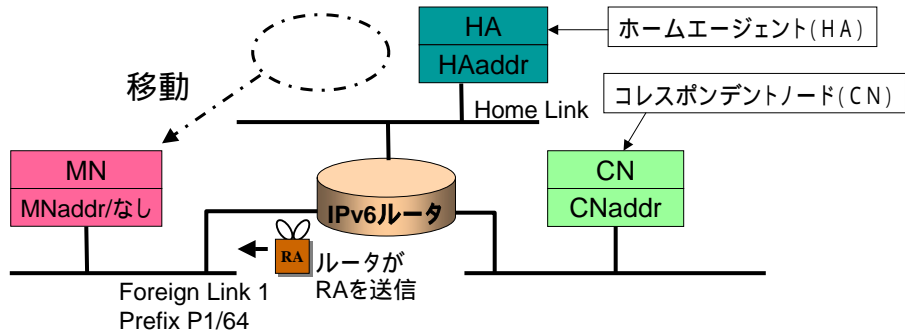 HA
HAaddr
ホームエージェント(HA)
移動
Home Link
コレスポンデントノード(CN)
MN
MNaddr/なし
IPv6ルータ
CN
CNaddr
RA
ルータが
RAを送信
Foreign Link 1
Prefix P1/64